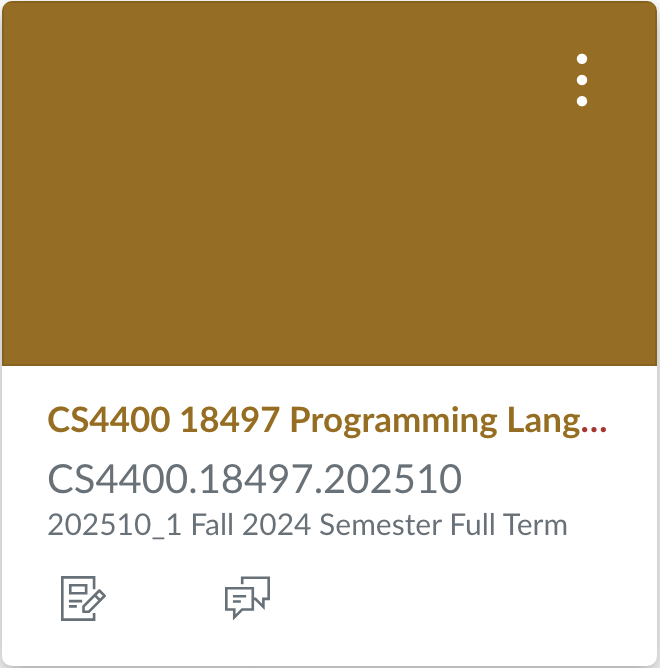 CS4400 18497 Programming Lang...
CS4400.18497.202510
202510_1 Fall 2024 Semester Full Term